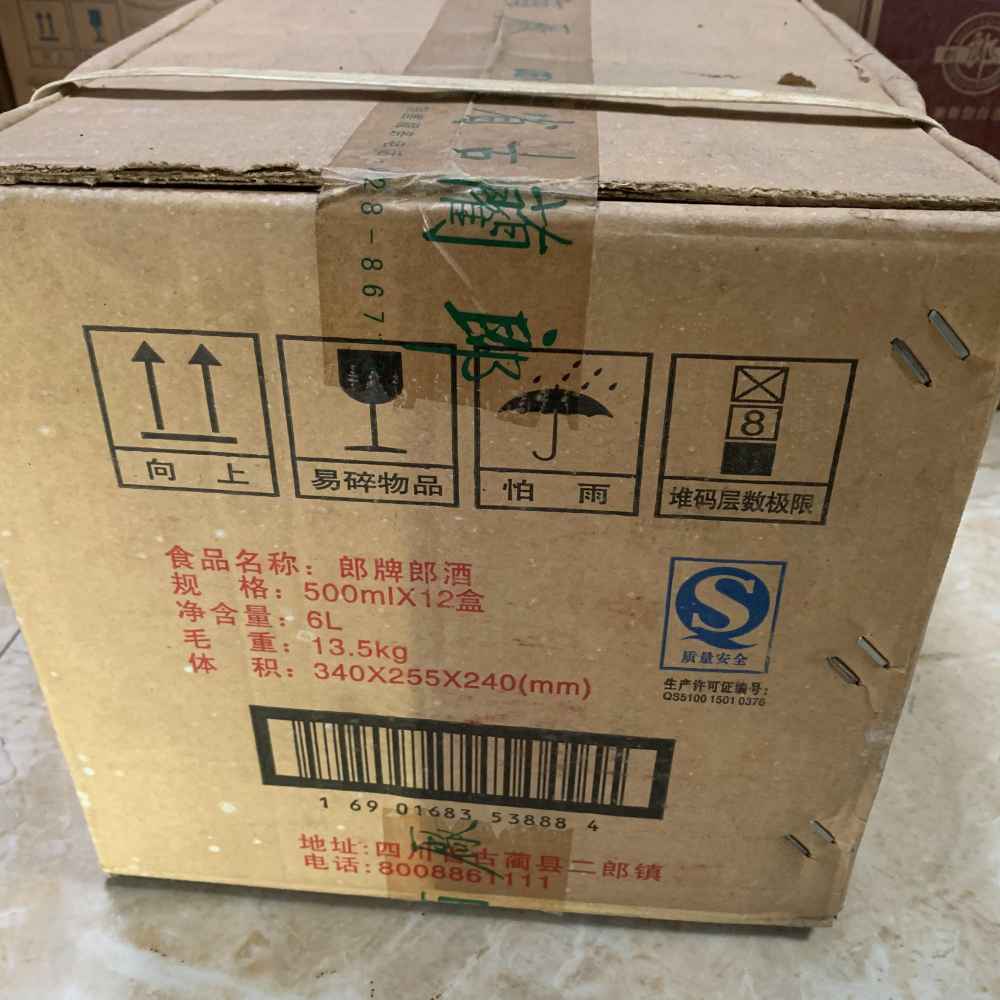 蔺
郎
28-867
向 上
易碎物品
怕 雨
8
堆码层数极限
食品名称：郎牌郎酒
规 格：500mlX12盒
净含量：6L
毛 重：13.5kg
体 积：340X255X240(mm)
质量安全
生产许可证编号：
QS5100 1501 0376
1 69 01683 53888 4
地址：四川省古蔺县二郎镇
电话：8008861111